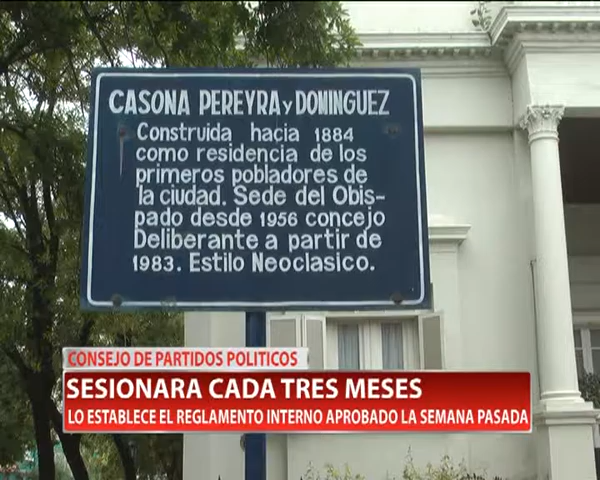 CASONA PEREYRA y DOMINGUEZ
Construida hacia 1884
como residencia de los
primeros pobladores de
la ciudad. Sede del Obis-
pado desde 1956 concejo
Deliberante a partir de
1983. Estilo Neoclasico.
CONSEJO DE PARTIDOS POLITICOS
SESIONARA CADA TRES MESES
LO ESTABLECE EL REGLAMENTO INTERNO APROBADO LA SEMANA PASADA